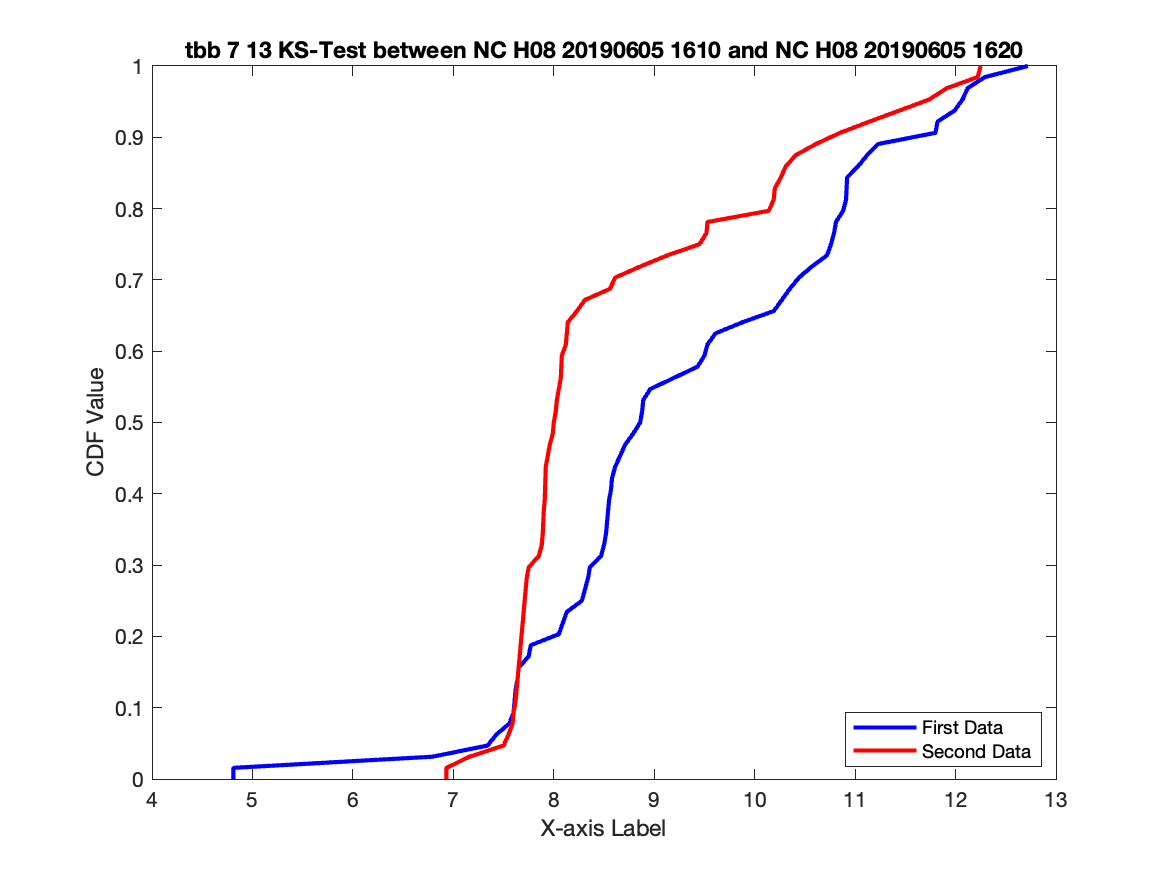 tbb 7 13 KS-Test between NC H08 20190605 1610 and NC H08 20190605 1620
1
0.9
0.8
0.7
0.6
0.5
0.4
0.3
0.2
0.1
0
CDF Value
First Data
Second Data
4 5 6 7 8 9 10 11 12 13
X-axis Label